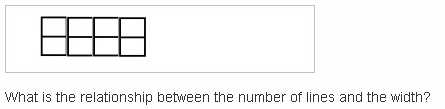 What is the relationship between the number of lines and the width?